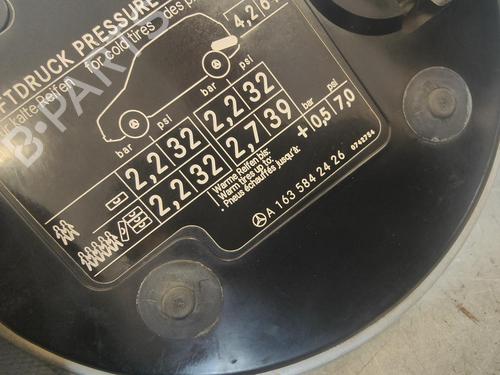 FTDRUCK PRESSURE
kalte Reifen for cold tires des p
4,2 61
bar psi bar psi
2,2 32 2,2 32
2,2 32 2,7 39
bar psi
Warme Reifen bis:
Warm tires up to:
Pneus échauffés jusqu'à:
+0,5 7,0
A 163 584 24 26
B-PARTS